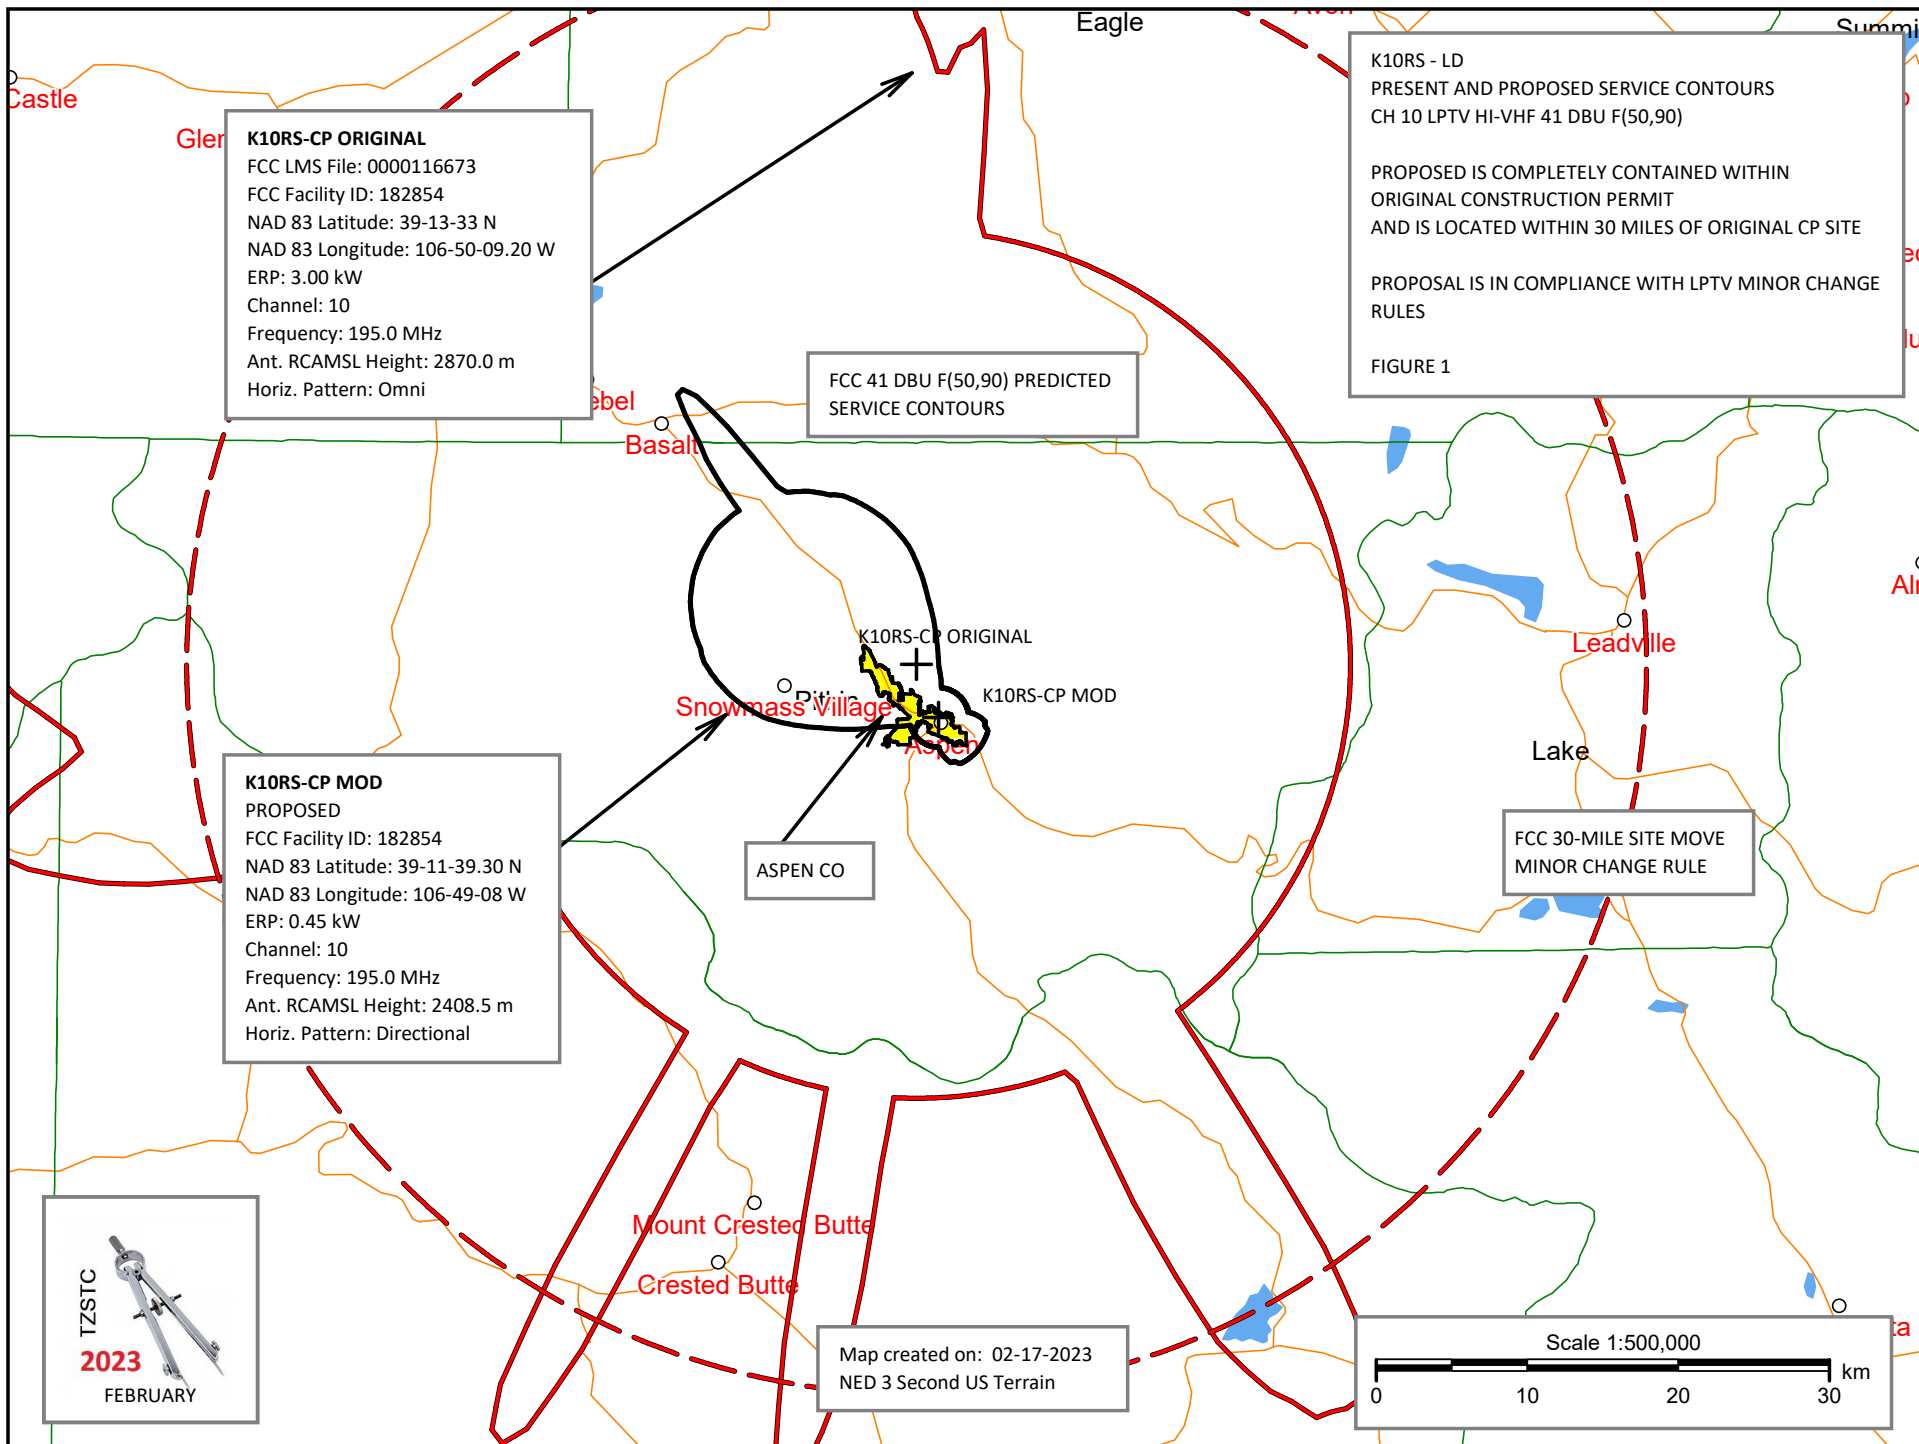 Eagle
Castle
K10RS-CP ORIGINAL
FCC LMS File: 0000116673
FCC Facility ID: 182854
NAD 83 Latitude: 39-13-33 N
NAD 83 Longitude: 106-50-09.20 W
ERP: 3.00 kW
Channel: 10
Frequency: 195.0 MHz
Ant. RCAMSL Height: 2870.0 m
Horiz. Pattern: Omni
K10RS - LD
PRESENT AND PROPOSED SERVICE CONTOURS
CH 10 LPTV HI-VHF 41 DBU F(50,90)
PROPOSED IS COMPLETELY CONTAINED WITHIN
ORIGINAL CONSTRUCTION PERMIT
AND IS LOCATED WITHIN 30 MILES OF ORIGINAL CP SITE
PROPOSAL IS IN COMPLIANCE WITH LPTV MINOR CHANGE
RULES
FIGURE 1
FCC 41 DBU F(50,90) PREDICTED
SERVICE CONTOURS
Basalt
K10RS-CP ORIGINAL
K10RS-CP MOD
Pitkin
Snowmass Village
Aspen
Leadville
Lake
ASPEN CO
K10RS-CP MOD
PROPOSED
FCC Facility ID: 182854
NAD 83 Latitude: 39-11-39.30 N
NAD 83 Longitude: 106-49-08 W
ERP: 0.45 kW
Channel: 10
Frequency: 195.0 MHz
Ant. RCAMSL Height: 2408.5 m
Horiz. Pattern: Directional
FCC 30-MILE SITE MOVE
MINOR CHANGE RULE
Mount Crested Butte
Crested Butte
TZSTC
2023
FEBRUARY
Map created on: 02-17-2023
NED 3 Second US Terrain
Scale 1:500,000
km
0 10 20 30